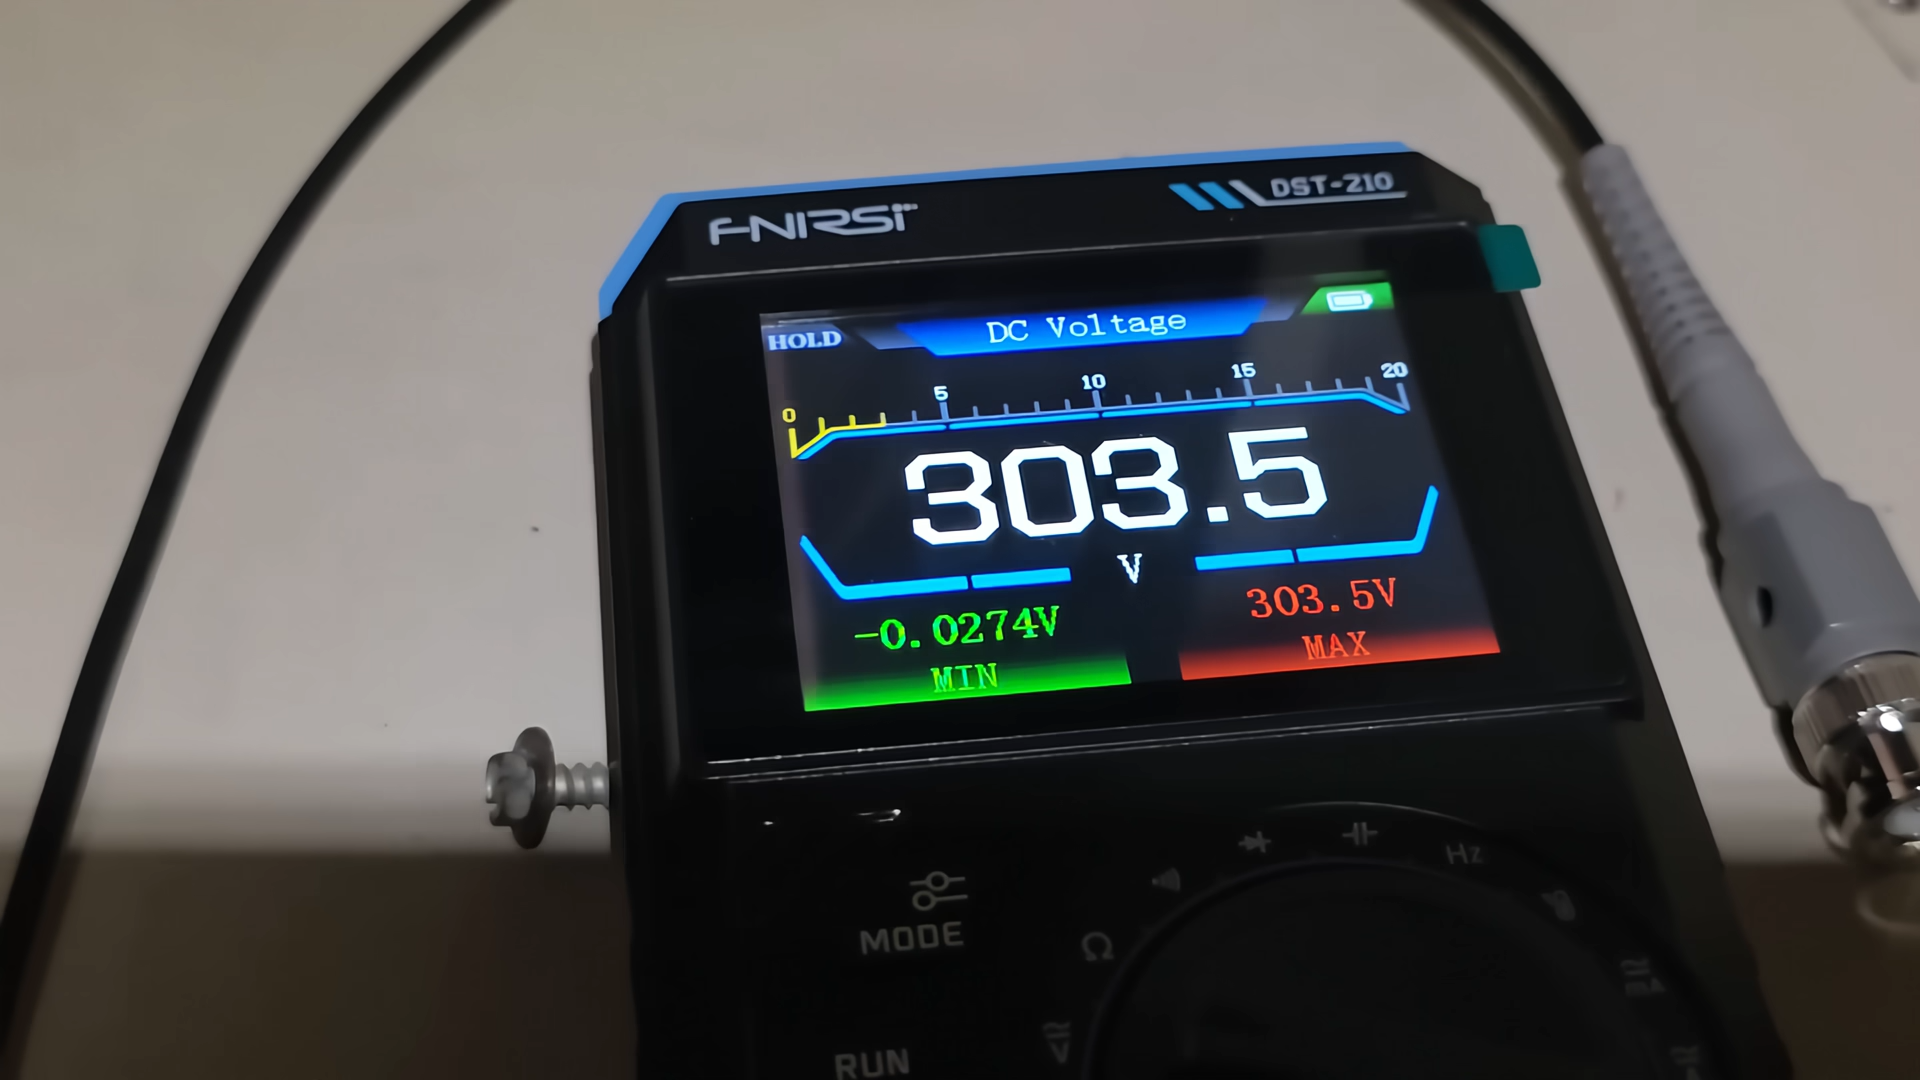 FNIRSI
DST-210
HOLD
DC Voltage
0 5 10 15 20
303.5
V
-0.0274V
303.5V
MIN
MAX
Hz
Ω
MODE
V
RUN